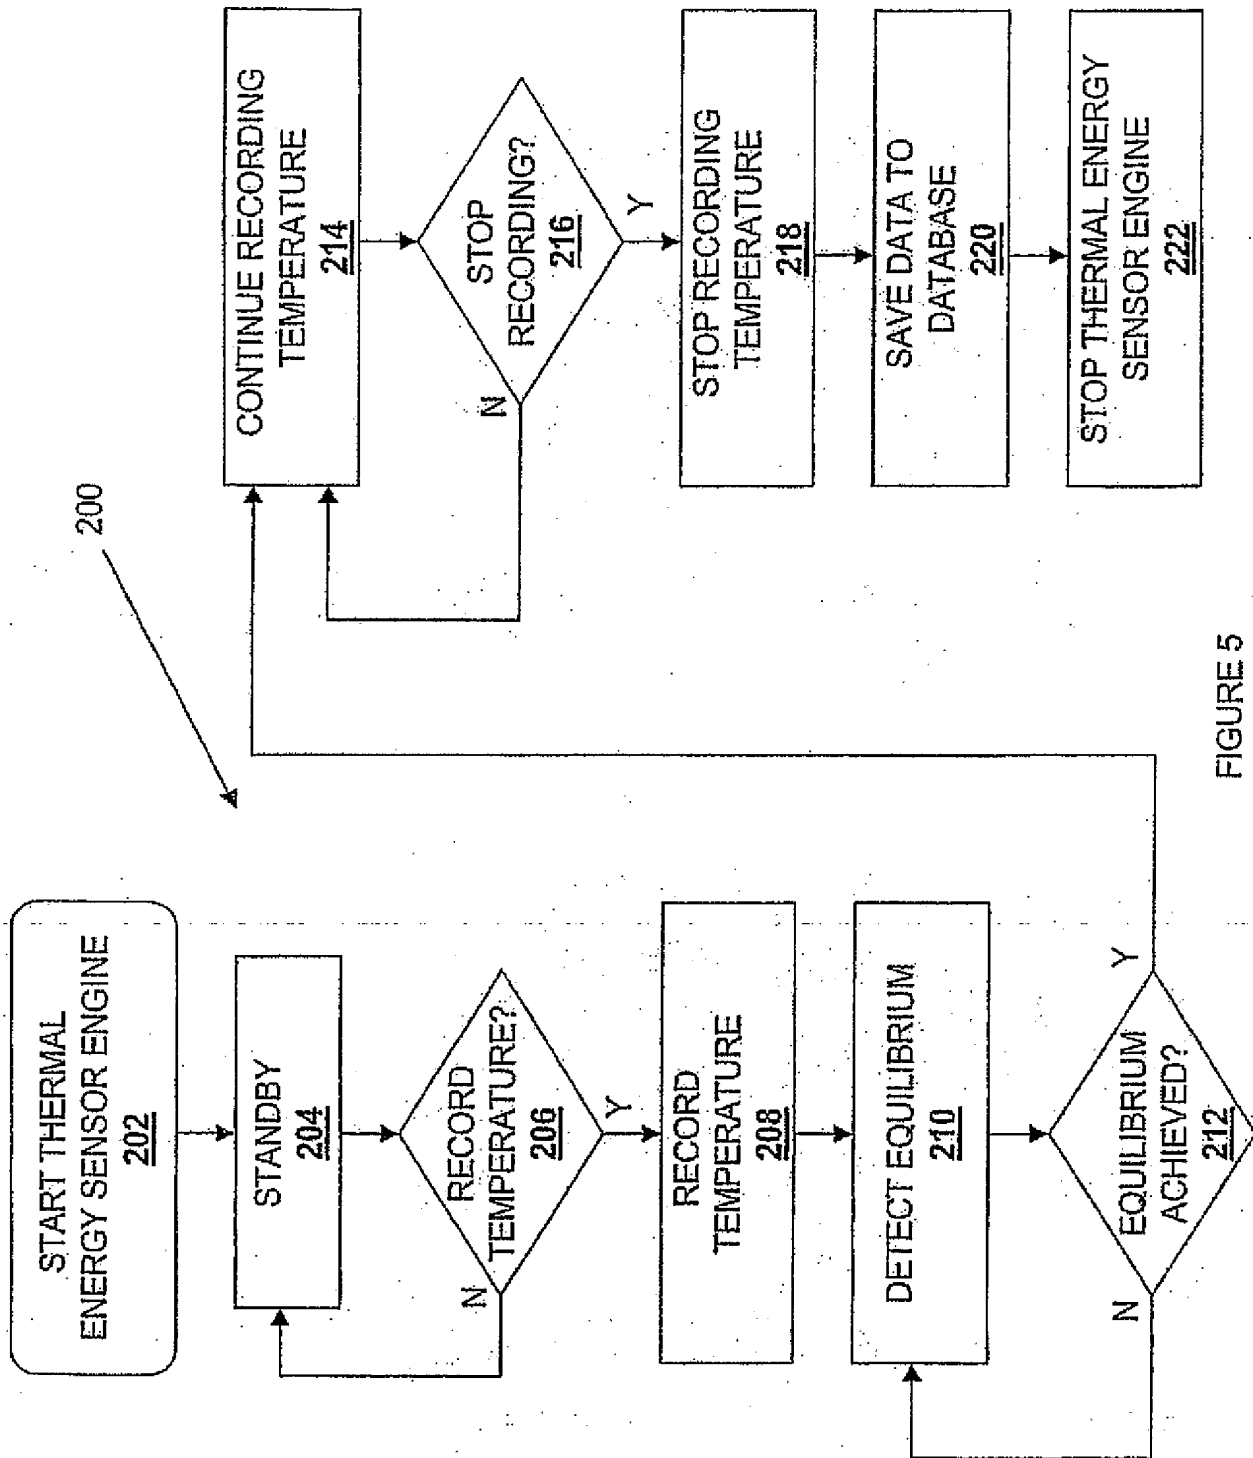 START THERMAL
ENERGY SENSOR ENGINE
202
STANDBY
204
RECORD
TEMPERATURE?
206
N
Y
RECORD
TEMPERATURE
208
DETECT EQUILIBRIUM
210
EQUILIBRIUM
ACHIEVED?
212
N
Y
200
CONTINUE RECORDING
TEMPERATURE
214
STOP
RECORDING?
216
N
Y
STOP RECORDING
TEMPERATURE
218
SAVE DATA TO
DATABASE
220
STOP THERMAL ENERGY
SENSOR ENGINE
222
FIGURE 5